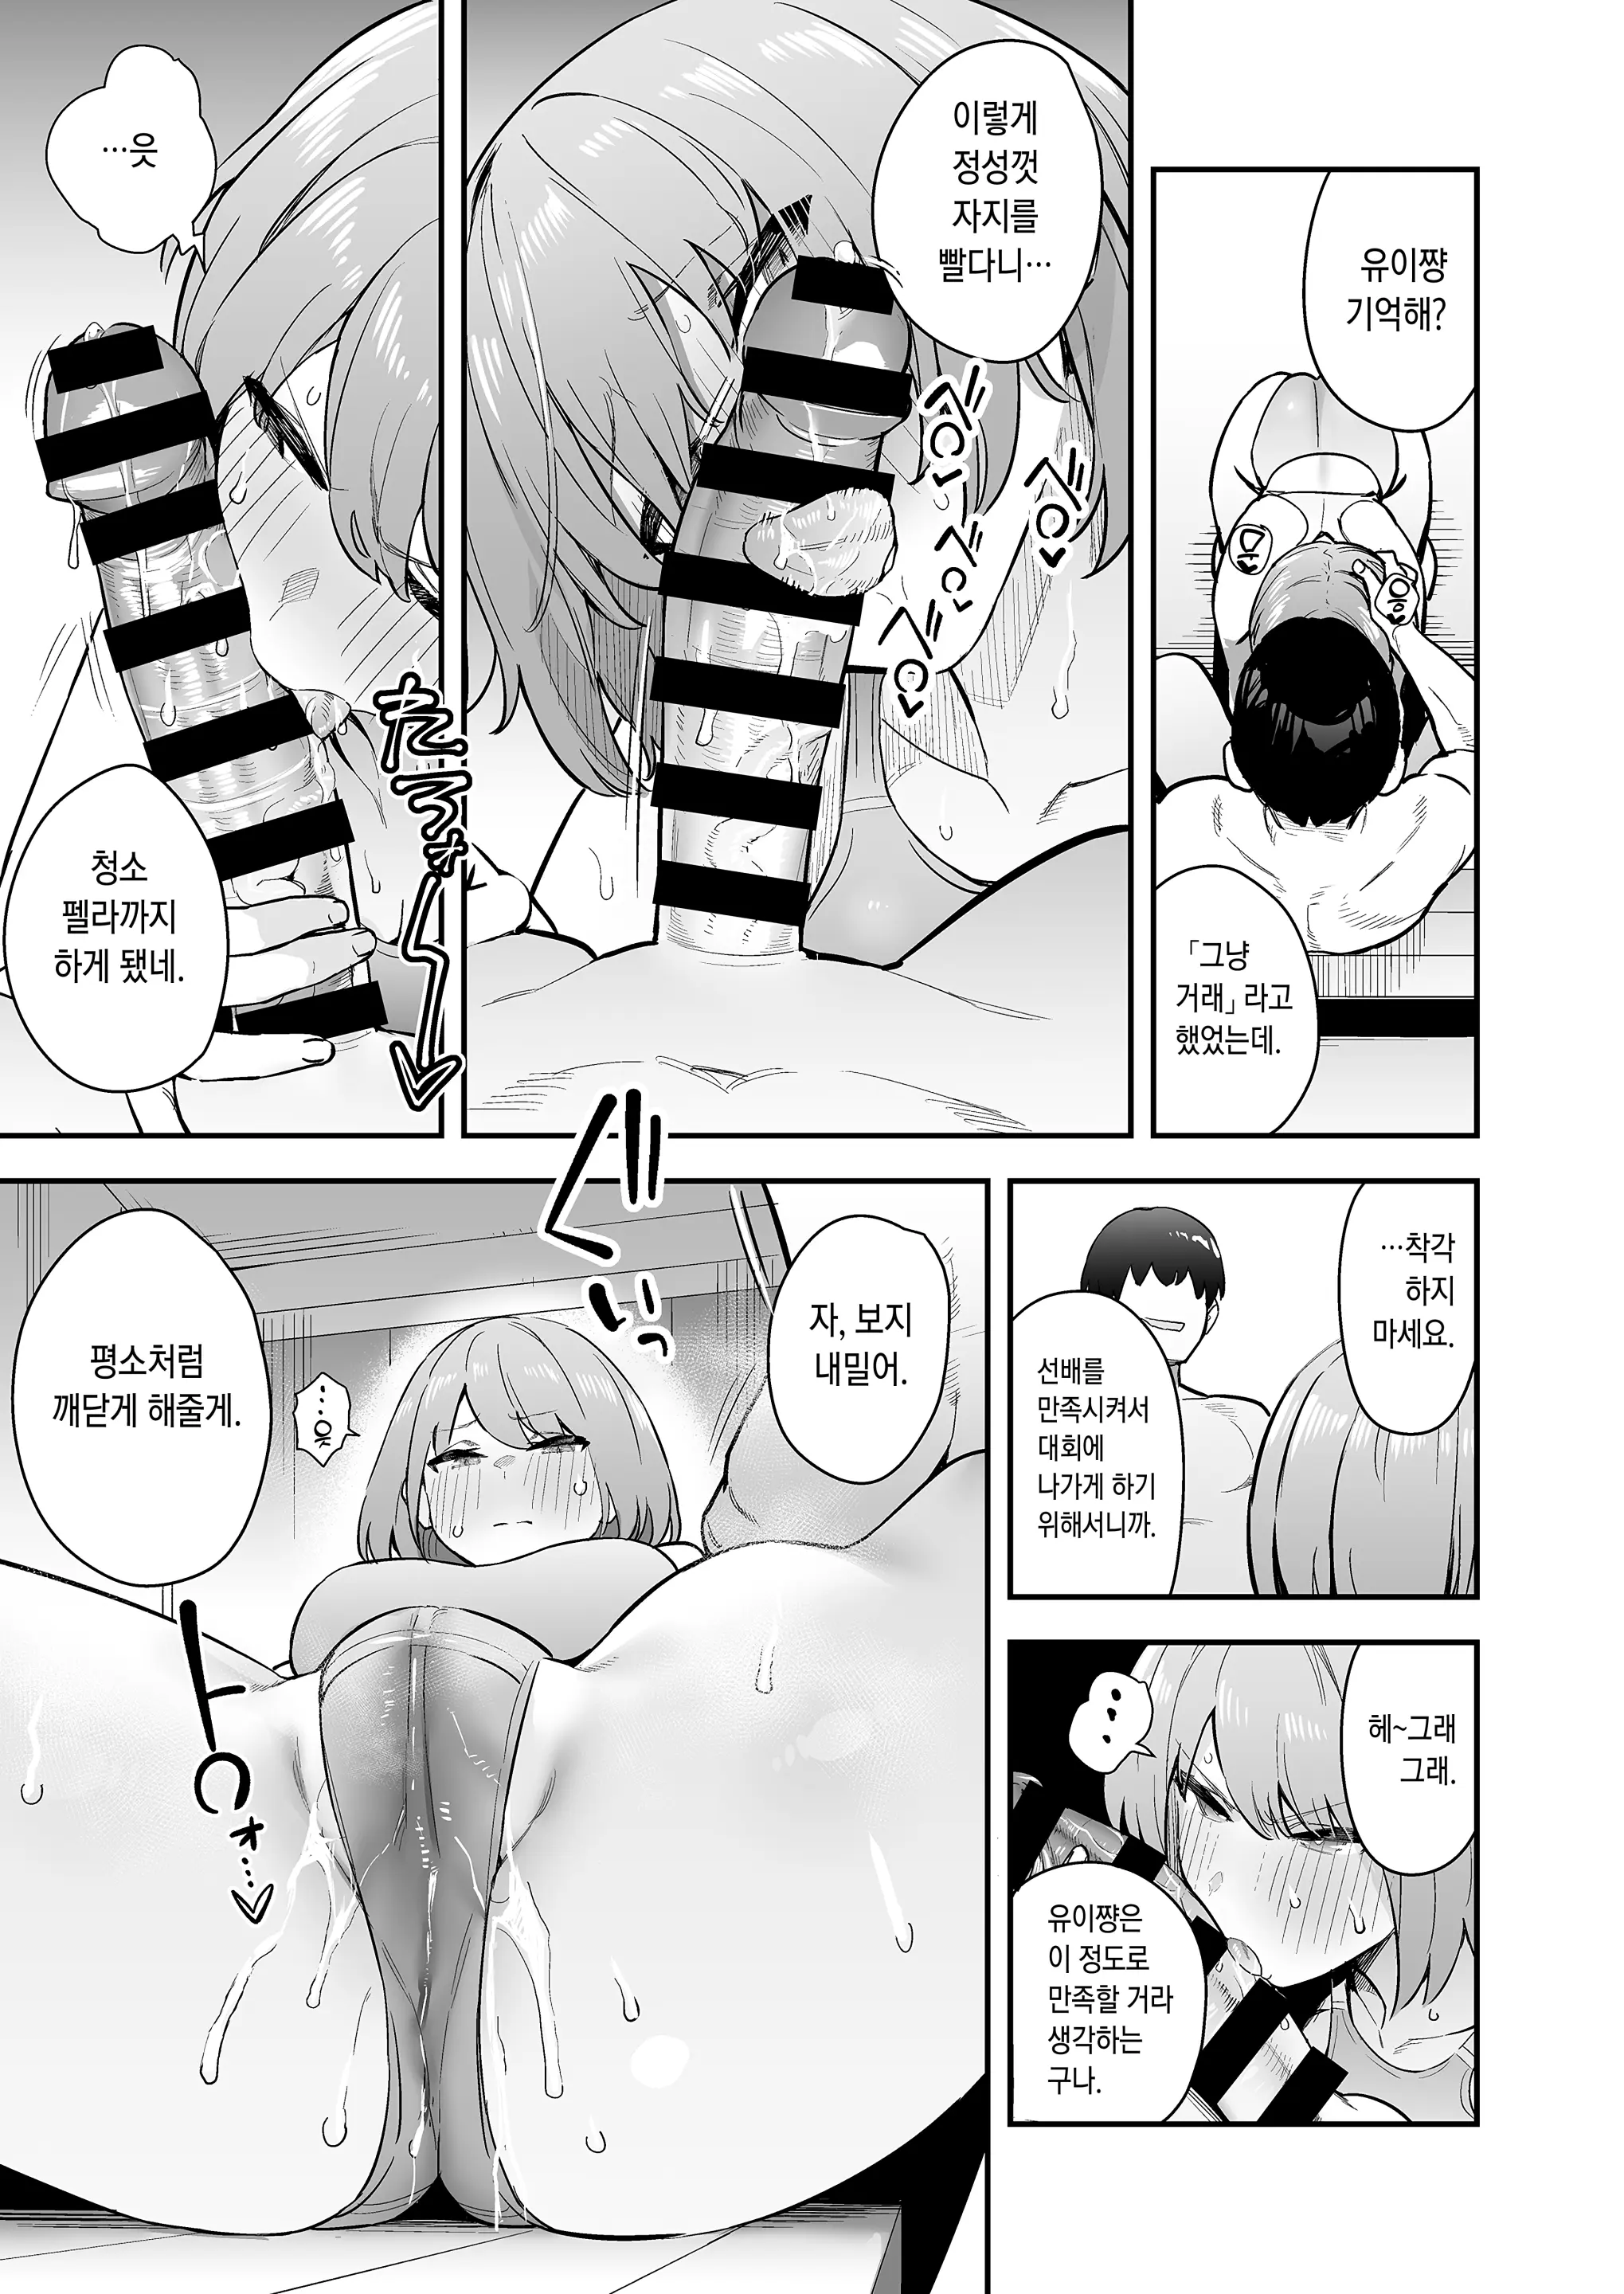 유이쨩
기억해?
「그냥
거래」라고
했었는데.
이렇게
정성껏
자지를
빨다니…
…읏
청소
펠라까지
하게 됐네.
…착각
하지
마세요.
선배를
만족시켜서
대회에
나가게 하기
위해서니까.
헤~그래
그래.
…
유이쨩은
이 정도로
만족할 거라
생각하는
구나.
자, 보지
내밀어.
…읏
평소처럼
깨닫게 해줄게.